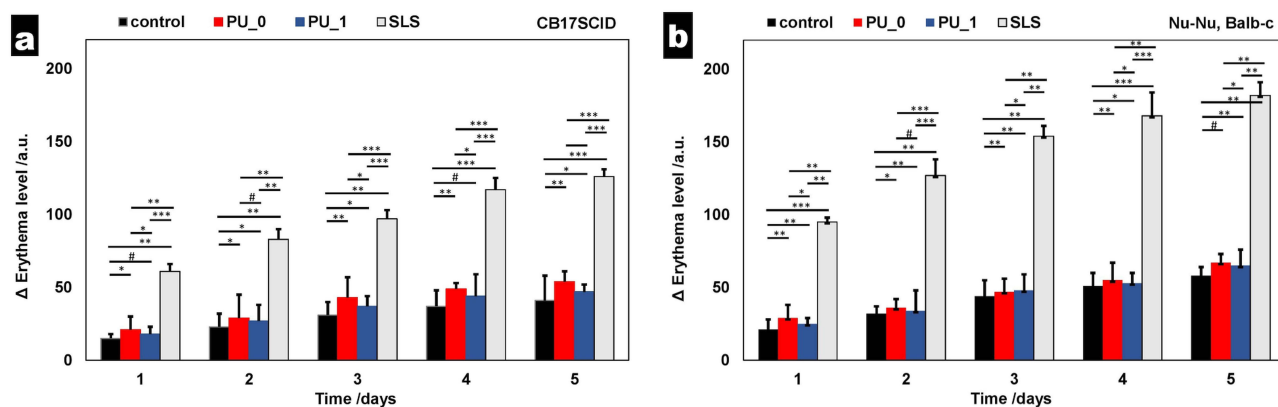 a
control PU_0 PU_1 SLS CB17SCID
Δ Erythema level /a.u.
200
150
100
50
0
** *** ** * # *
** ** # ** * *
*** *** * ** * **
*** *** * *** # **
*** *** *** * **
1 2 3 4 5
Time /days
b
control PU_0 PU_1 SLS Nu-Nu, Balb-c
Δ Erythema level /a.u.
200
150
100
50
0
** ** * *** ** **
*** *** # ** ** *
** ** * ** ** **
** *** * *** * **
** ** * ** ** #
1 2 3 4 5
Time /days